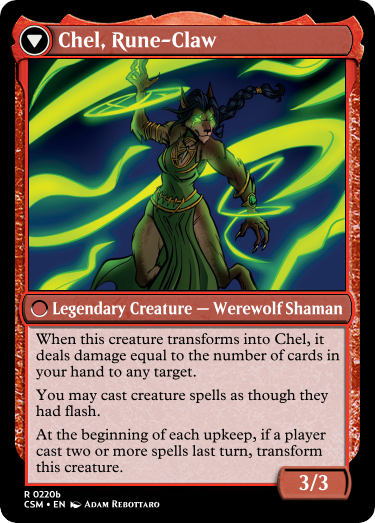 Chel, Rune-Claw
Legendary Creature — Werewolf Shaman
When this creature transforms into Chel, it
deals damage equal to the number of cards in
your hand to any target.
You may cast creature spells as though they
had flash.
At the beginning of each upkeep, if a player
cast two or more spells last turn, transform
this creature.
3/3
R 0220b
CSM • EN Adam Rebottaro